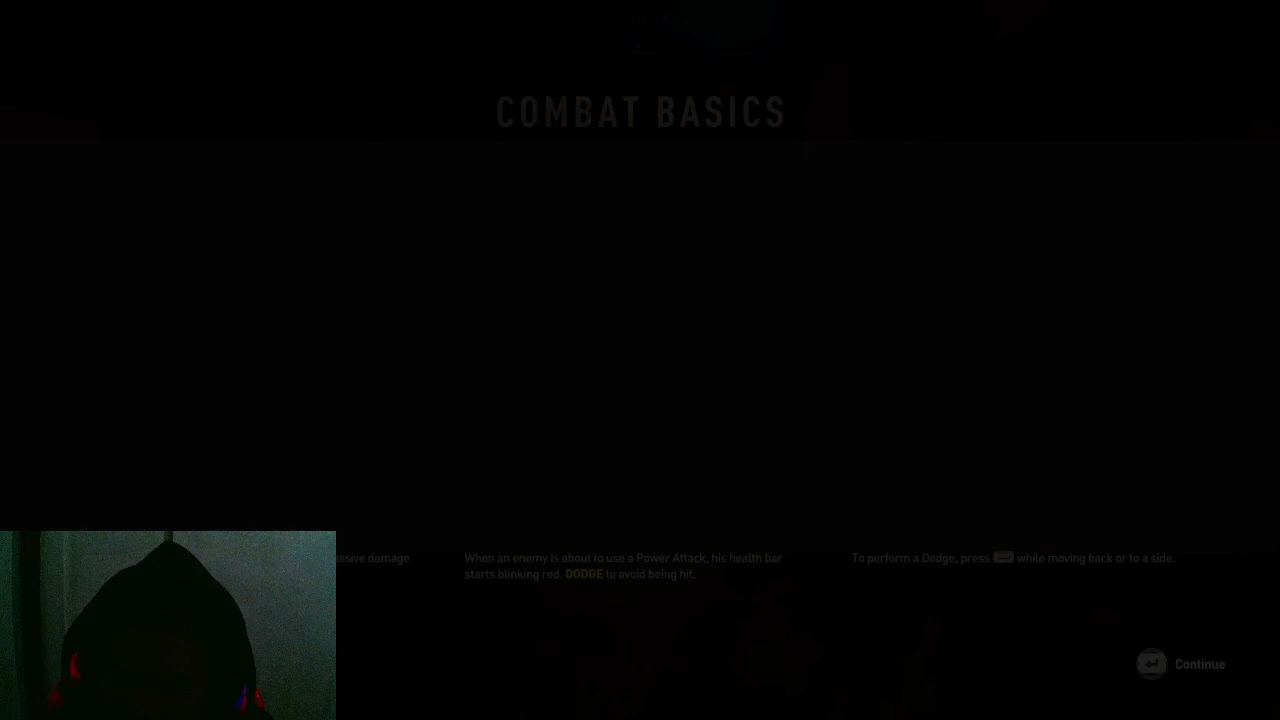 COMBAT BASICS
assive damage
When an enemy is about to use a Power Attack, his health bar
starts blinking red. DODGE to avoid being hit.
To perform a Dodge, press while moving back or to a side.
Continue